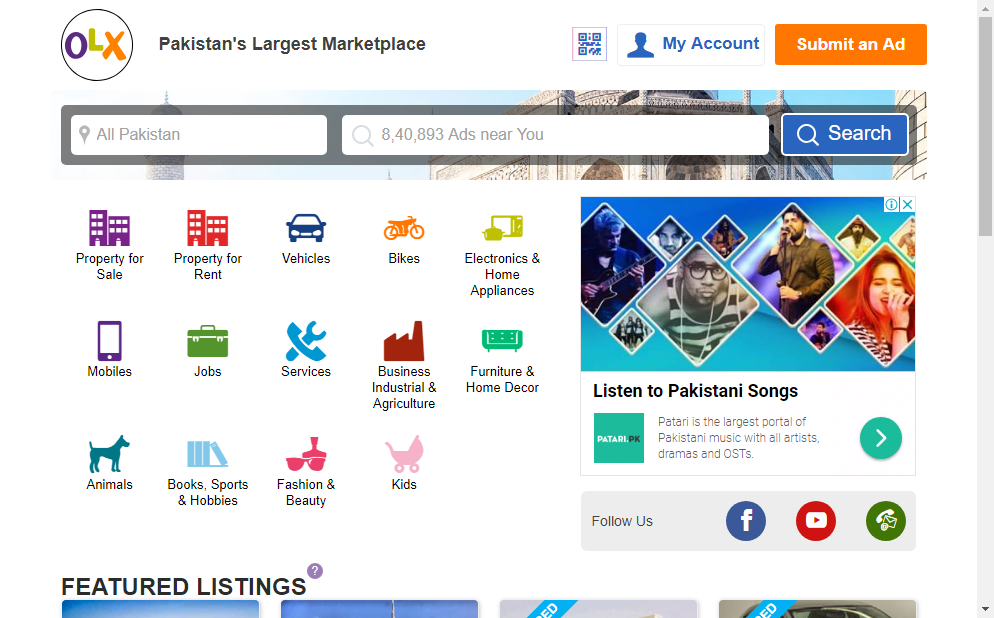 OLX
Pakistan's Largest Marketplace
My Account
Submit an Ad
All Pakistan
8,40,893 Ads near You
Search
Property for
Sale
Property for
Rent
Vehicles
Bikes
Electronics &
Home
Appliances
Mobiles
Jobs
Services
Business
Industrial &
Agriculture
Furniture &
Home Decor
Animals
Books, Sports
& Hobbies
Fashion &
Beauty
Kids
Listen to Pakistani Songs
PATARI.PK
Patari is the largest portal of
Pakistani music with all artists,
dramas and OSTs.
Follow Us
FEATURED LISTINGS
?